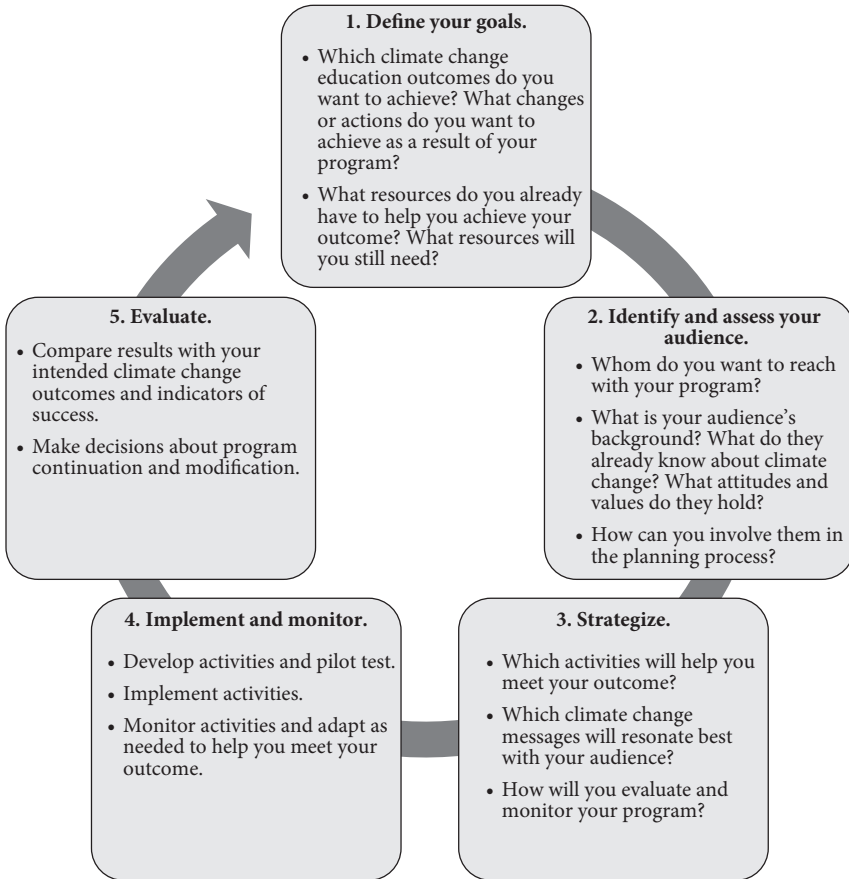 1. Define your goals.
• Which climate change
education outcomes do you
want to achieve? What changes
or actions do you want to
achieve as a result of your
program?
• What resources do you already
have to help you achieve your
outcome? What resources will
you still need?
2. Identify and assess your
audience.
• Whom do you want to reach
with your program?
• What is your audience’s
background? What do they
already know about climate
change? What attitudes and
values do they hold?
• How can you involve them in
the planning process?
3. Strategize.
• Which activities will help you
meet your outcome?
• Which climate change
messages will resonate best
with your audience?
• How will you evaluate and
monitor your program?
4. Implement and monitor.
• Develop activities and pilot test.
• Implement activities.
• Monitor activities and adapt as
needed to help you meet your
outcome.
5. Evaluate.
• Compare results with your
intended climate change
outcomes and indicators of
success.
• Make decisions about program
continuation and modification.